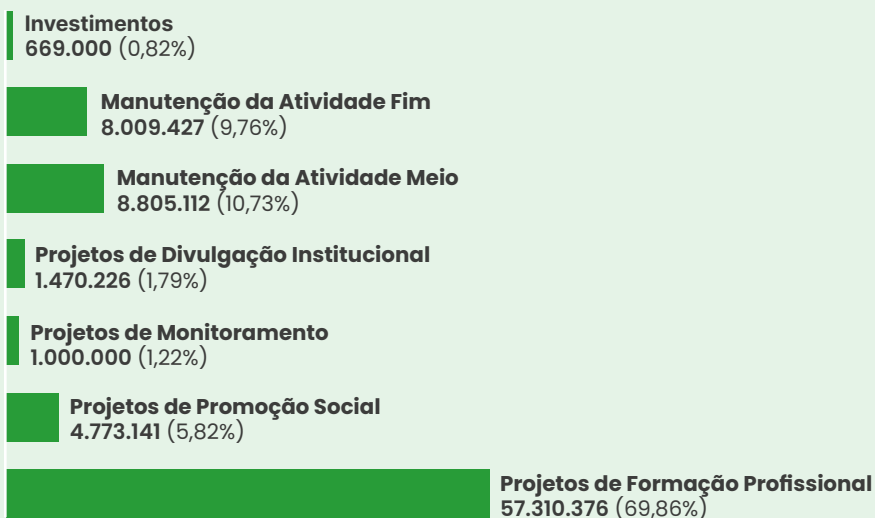 Investimentos
669.000 (0,82%)
Manutenção da Atividade Fim
8.009.427 (9,76%)
Manutenção da Atividade Meio
8.805.112 (10,73%)
Projetos de Divulgação Institucional
1.470.226 (1,79%)
Projetos de Monitoramento
1.000.000 (1,22%)
Projetos de Promoção Social
4.773.141 (5,82%)
Projetos de Formação Profissional
57.310.376 (69,86%)